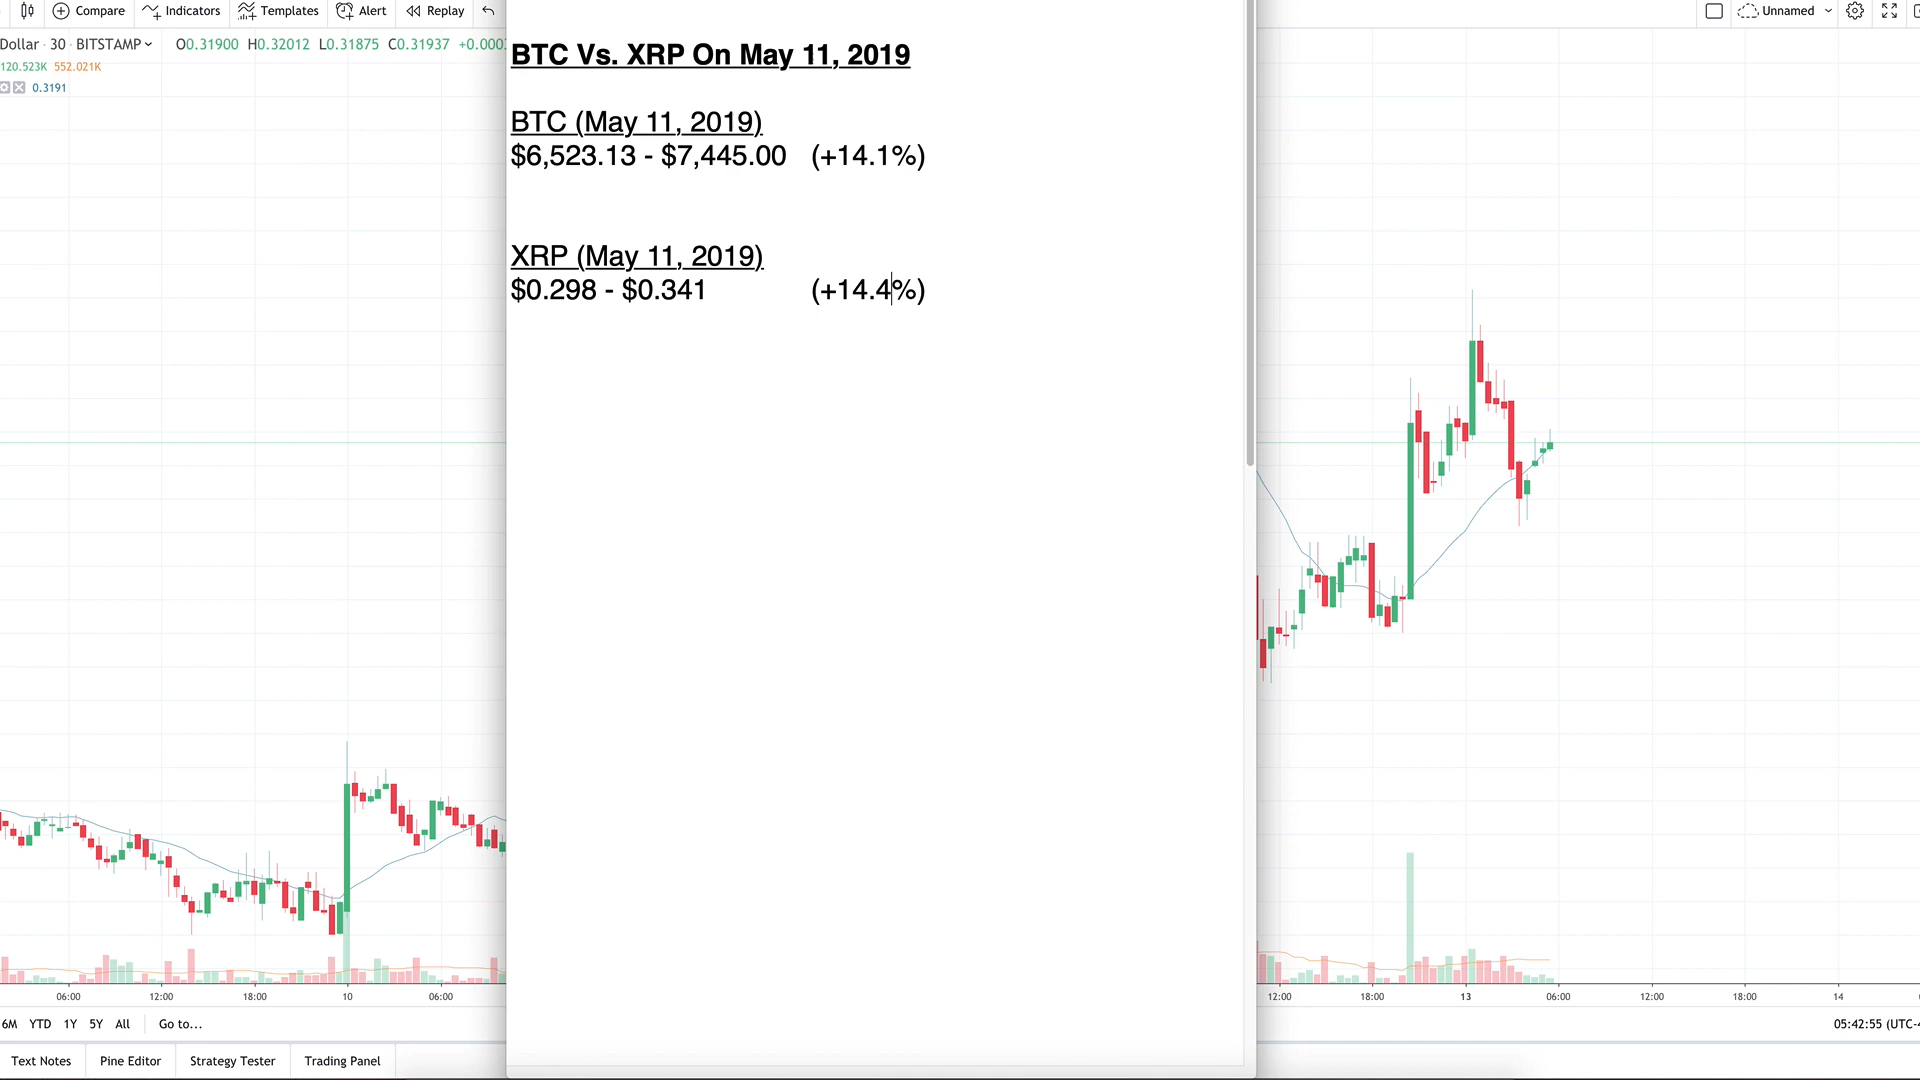 Compare Indicators Templates Alert Replay
Unnamed
Dollar · 30 · BITSTAMP O0.31900 H0.32012 L0.31875 C0.31937
120.523K 552.021K
0.3191
BTC Vs. XRP On May 11, 2019
BTC (May 11, 2019)
$6,523.13 - $7,445.00 (+14.1%)
XRP (May 11, 2019)
$0.298 - $0.341 (+14.4%)
06:00 12:00 18:00 10 06:00
12:00 18:00 13 06:00 12:00 18:00 14
6M YTD 1Y 5Y All Go to...
05:42:55 (UTC-4
Text Notes Pine Editor Strategy Tester Trading Panel